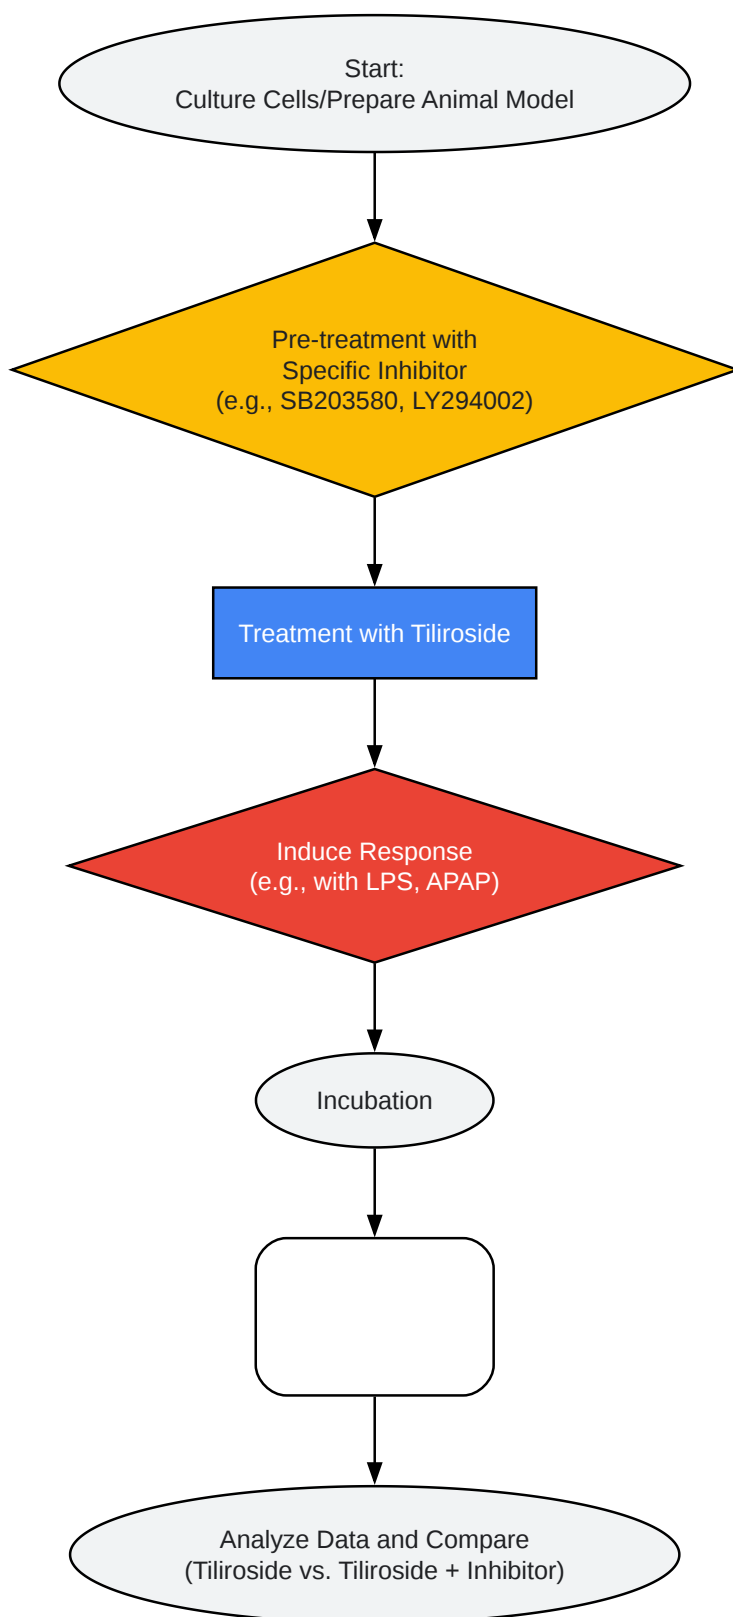 Start:
Culture Cells/Prepare Animal Model
Pre-treatment with
Specific Inhibitor
(e.g., SB203580, LY294002)
Treatment with Tiliroside
Induce Response
(e.g., with LPS, APAP)
Incubation
Analyze Data and Compare
(Tiliroside vs. Tiliroside + Inhibitor)